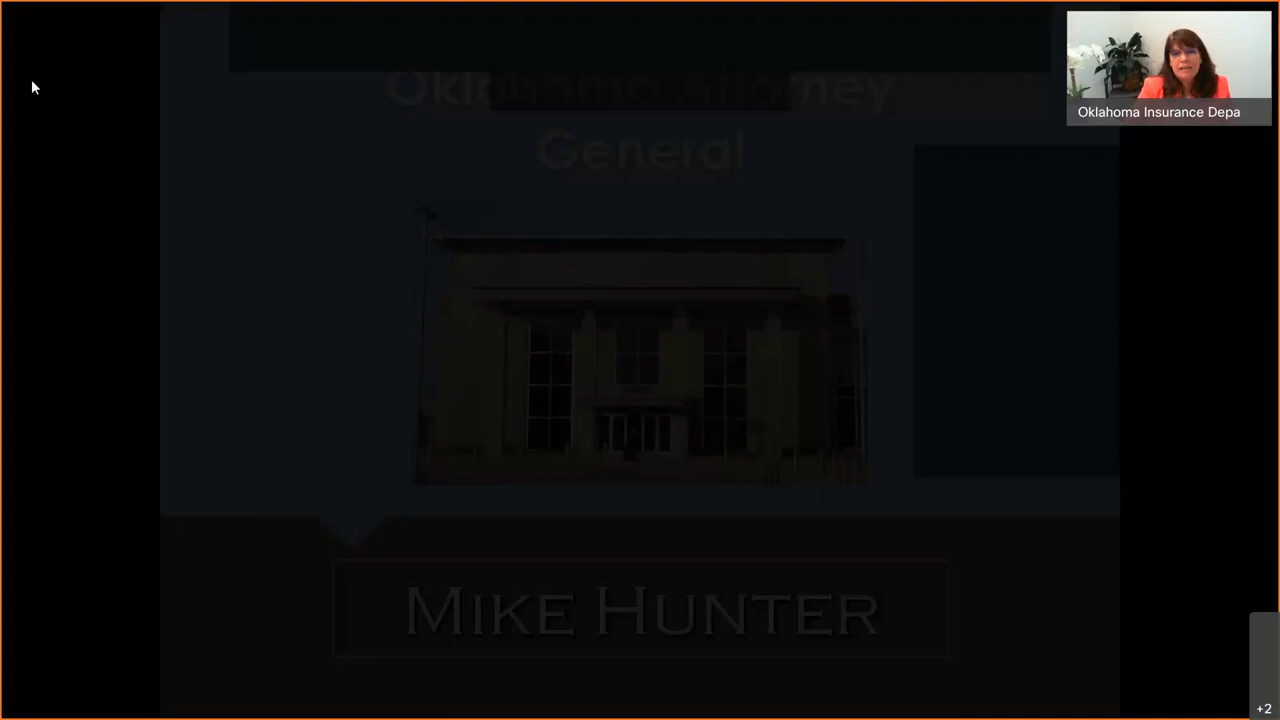 Oklahoma Attorney
General
Oklahoma Insurance Depa
MIKE HUNTER
+2